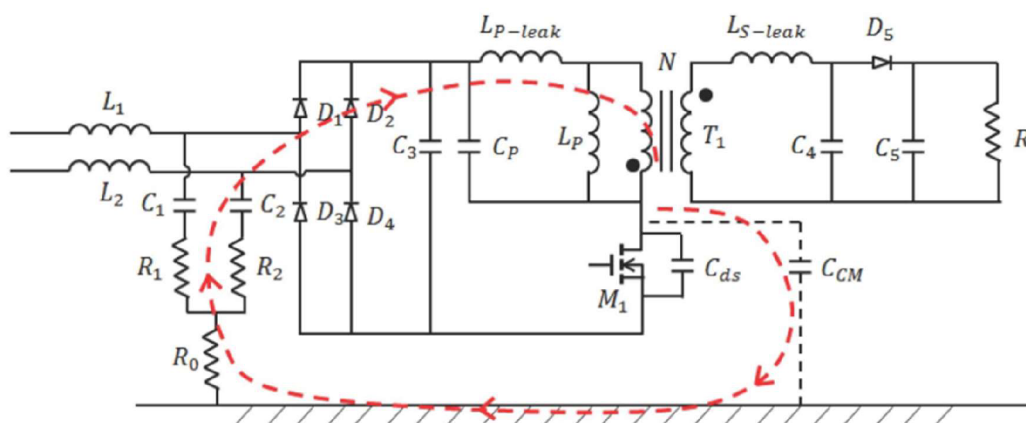 L_{P-leak}
L_{S-leak}
D_5
N
L_1
D_1
D_2
C_3
C_P
L_P
T_1
C_4
C_5
R
L_2
C_1
C_2
D_3
D_4
R_1
R_2
M_1
C_{ds}
C_{CM}
R_0